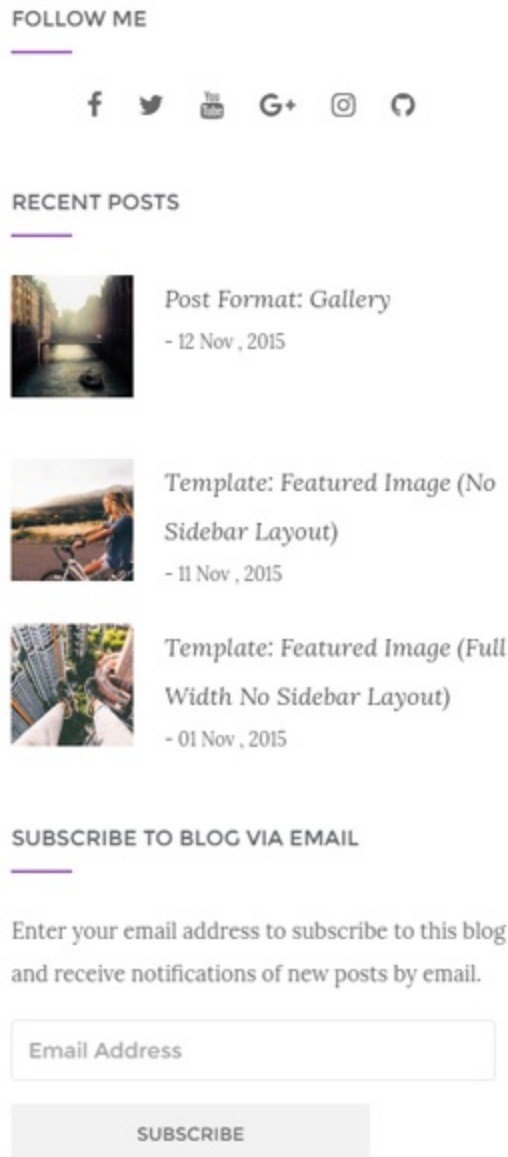 FOLLOW ME
You Tube
G+
RECENT POSTS
Post Format: Gallery
- 12 Nov , 2015
Template: Featured Image (No
Sidebar Layout)
- 11 Nov , 2015
Template: Featured Image (Full
Width No Sidebar Layout)
- 01 Nov , 2015
SUBSCRIBE TO BLOG VIA EMAIL
Enter your email address to subscribe to this blog
and receive notifications of new posts by email.
Email Address
SUBSCRIBE